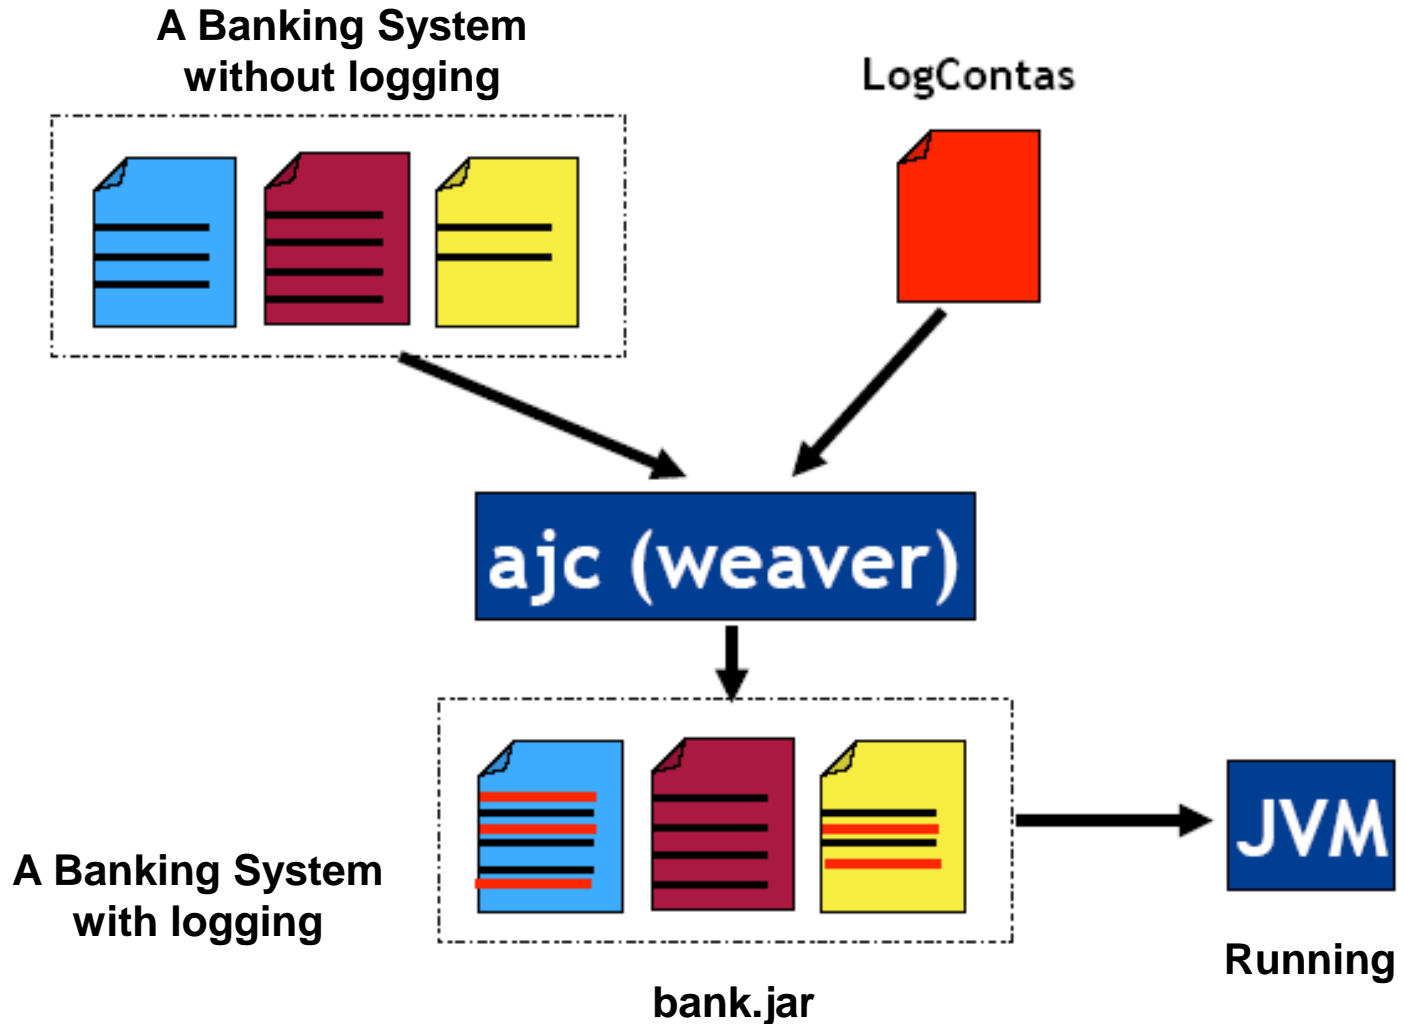 A Banking System
without logging
LogContas
ajc (weaver)
A Banking System
with logging
JVM
Running
bank.jar